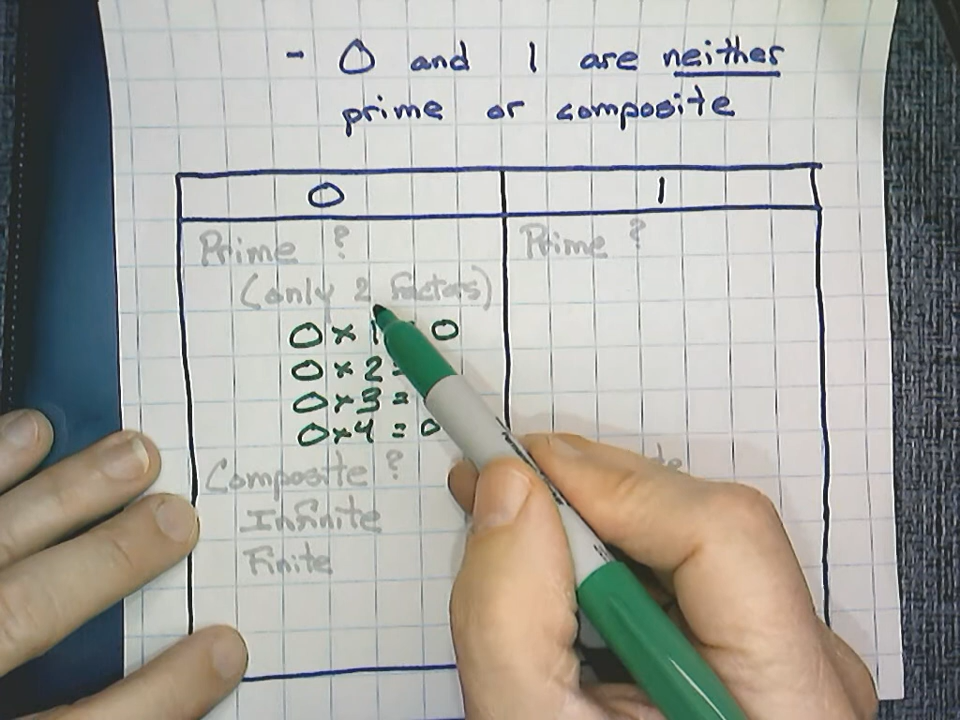 - 0 and 1 are neither
prime or composite
0 1
Prime ? Prime ?
(only 2 factors)
0 × 1 0
0 × 2 =
0 × 3 =
0 × 4 = 0
Composite ?
Infinite
Finite